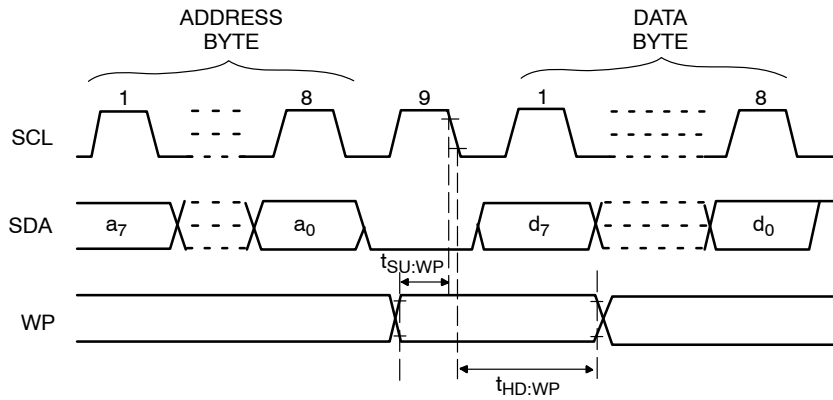 ADDRESS
BYTE
DATA
BYTE
1
8
9
1
8
SCL
SDA
a7
a0
d7
d0
tSU:WP
WP
tHD:WP